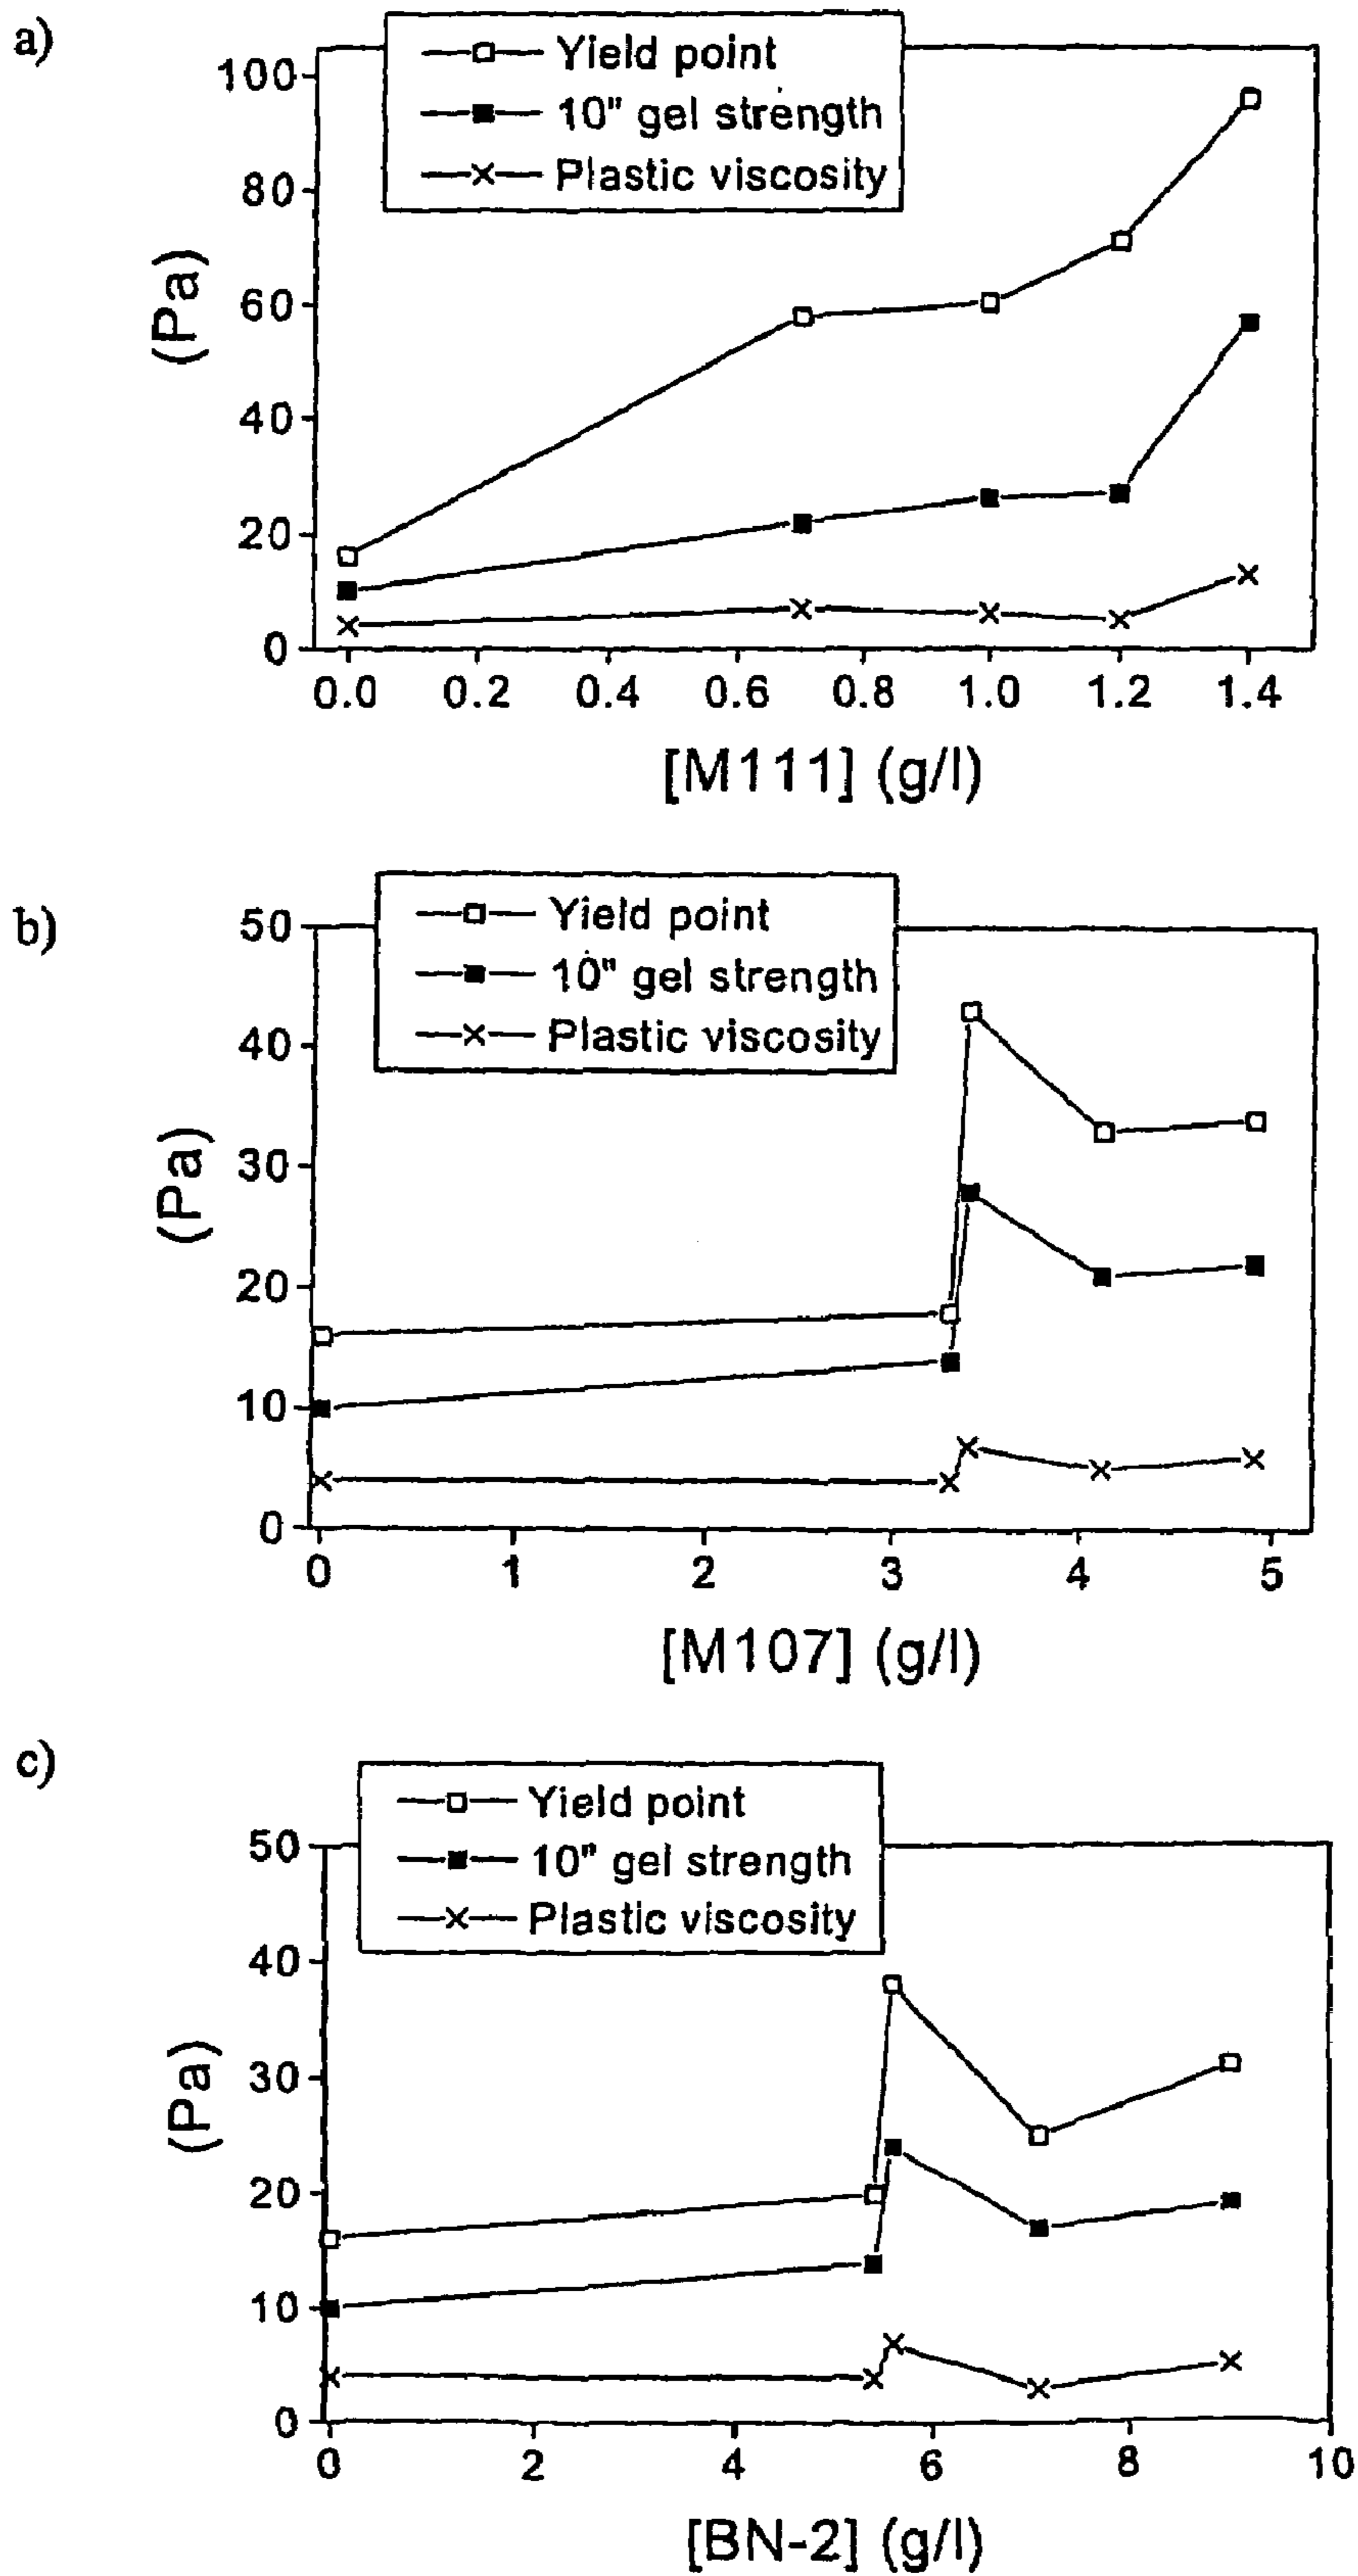 a)
Yield point
10" gel strength
Plastic viscosity
100
80
60
40
20
0
(Pa)
0.0 0.2 0.4 0.6 0.8 1.0 1.2 1.4
[M111] (g/l)
b)
Yield point
10" gel strength
Plastic viscosity
50
40
30
20
10
0
(Pa)
0 1 2 3 4 5
[M107] (g/l)
c)
Yield point
10" gel strength
Plastic viscosity
50
40
30
20
10
0
(Pa)
0 2 4 6 8 10
[BN-2] (g/l)